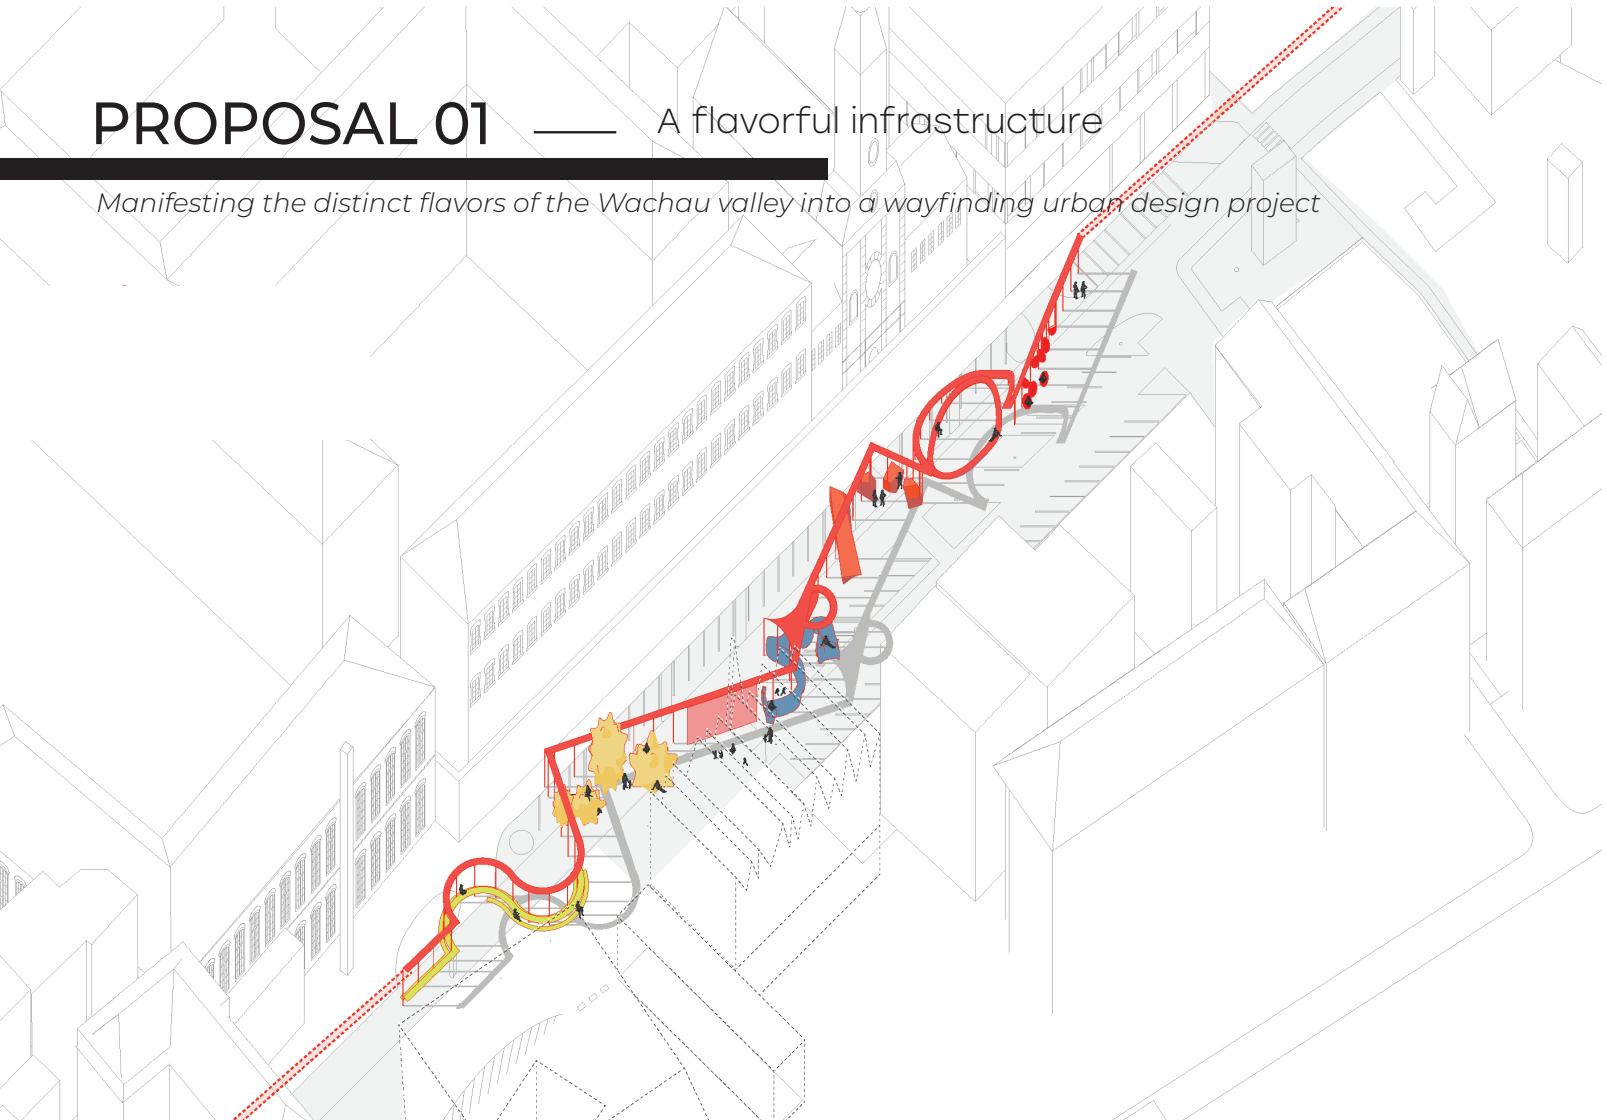 PROPOSAL 01 — A flavorful infrastructure
Manifesting the distinct flavors of the Wachau valley into a wayfinding urban design project